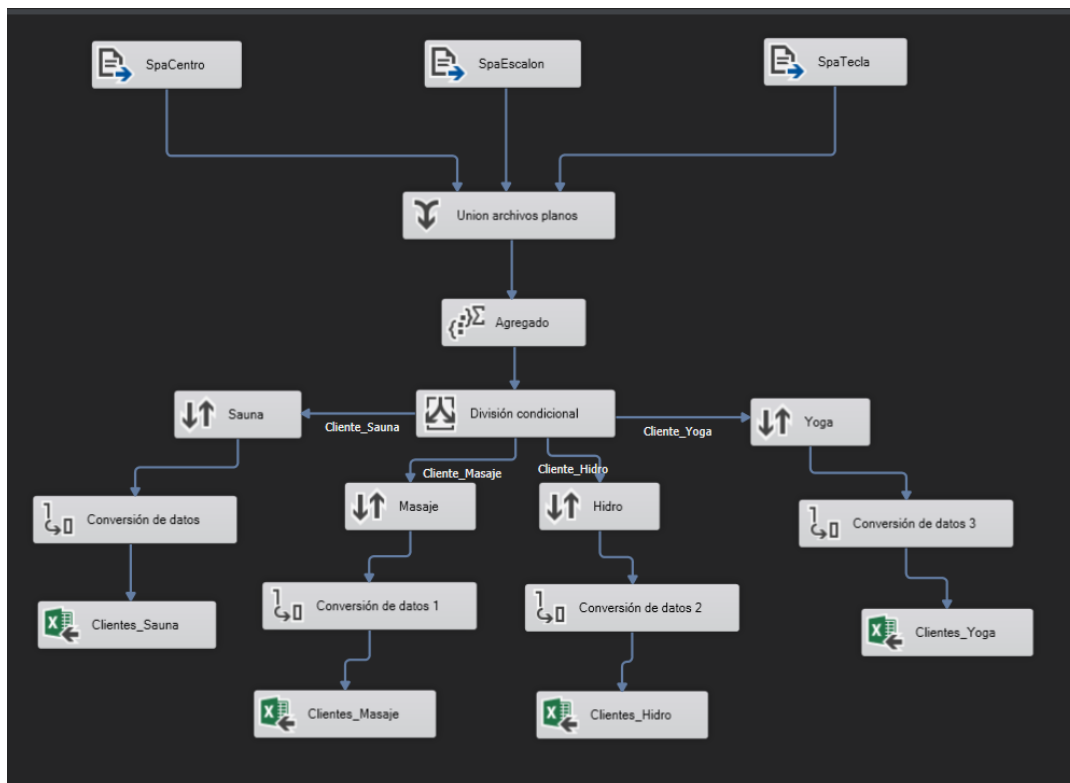 SpaCentro
SpaEscalon
SpaTecla
Union archivos planos
Agregado
División condicional
Sauna
Cliente_Sauna
Cliente_Yoga
Yoga
Cliente_Masaje
Cliente_Hidro
Masaje
Hidro
Conversión de datos
Conversión de datos 3
Conversión de datos 1
Conversión de datos 2
Clientes_Sauna
Clientes_Yoga
Clientes_Masaje
Clientes_Hidro